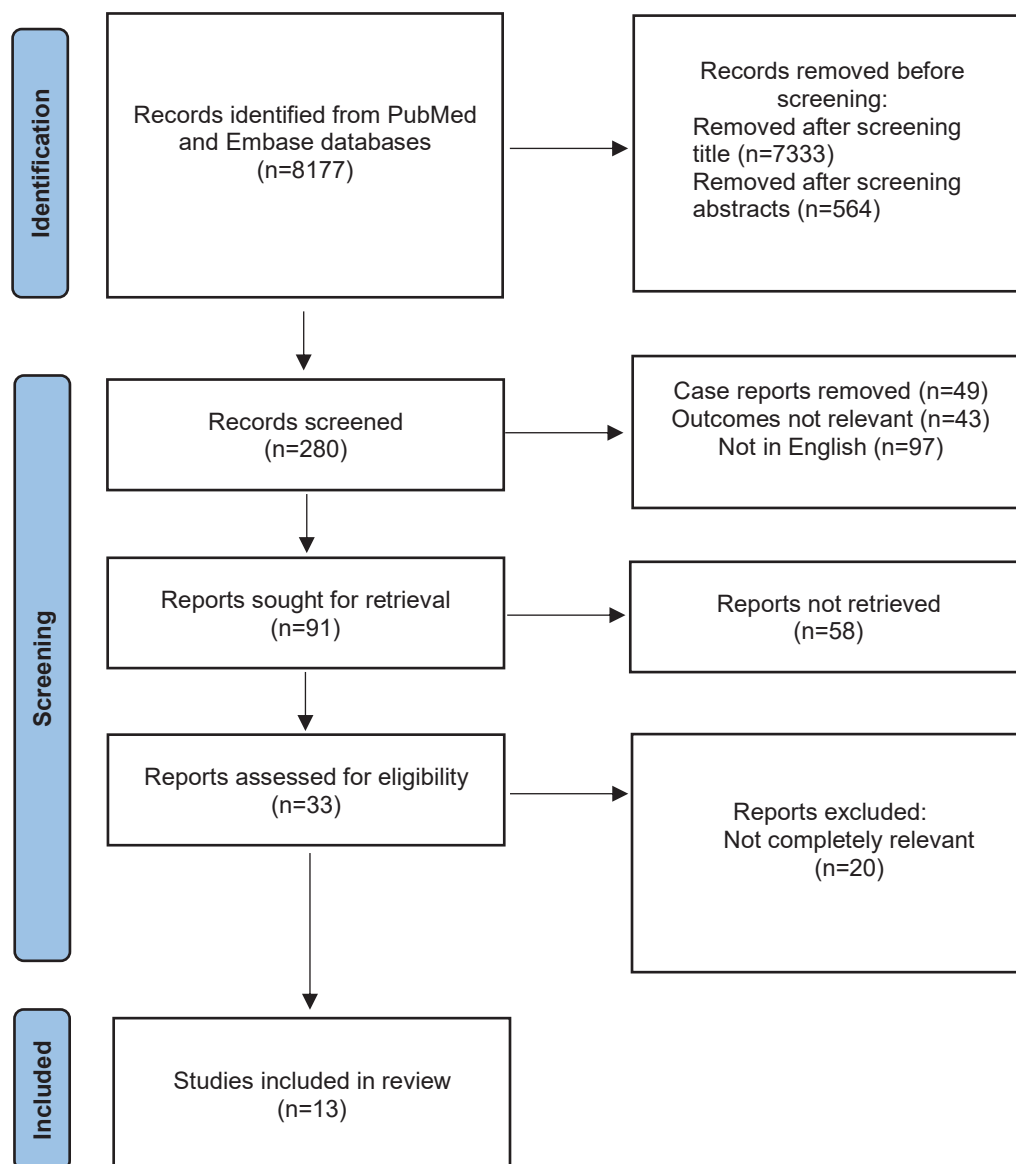 Identification
Records identified from PubMed
and Embase databases
(n=8177)
Records removed before
screening:
Removed after screening
title (n=7333)
Removed after screening
abstracts (n=564)
Screening
Records screened
(n=280)
Case reports removed (n=49)
Outcomes not relevant (n=43)
Not in English (n=97)
Reports sought for retrieval
(n=91)
Reports not retrieved
(n=58)
Reports assessed for eligibility
(n=33)
Reports excluded:
Not completely relevant
(n=20)
Included
Studies included in review
(n=13)